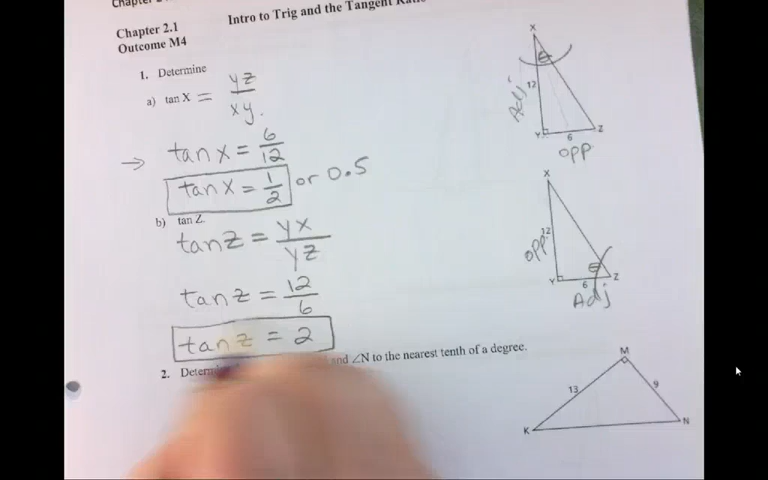 Chapter 2.1
Intro to Trig and the Tangent
Outcome M4
1. Determine
a) tan X = yz
xy.
→ tan X = 6
12
tan X = 1 or 0.5
2
b) tan Z.
tan z = yx
yz
tan z = 12
6
tan z = 2
2. and ∠N to the nearest tenth of a degree.
X
θ
12
Adj
Y
Z
6
opp
X
12
opp
θ
Y
Z
6
Adj
M
13
9
K
N